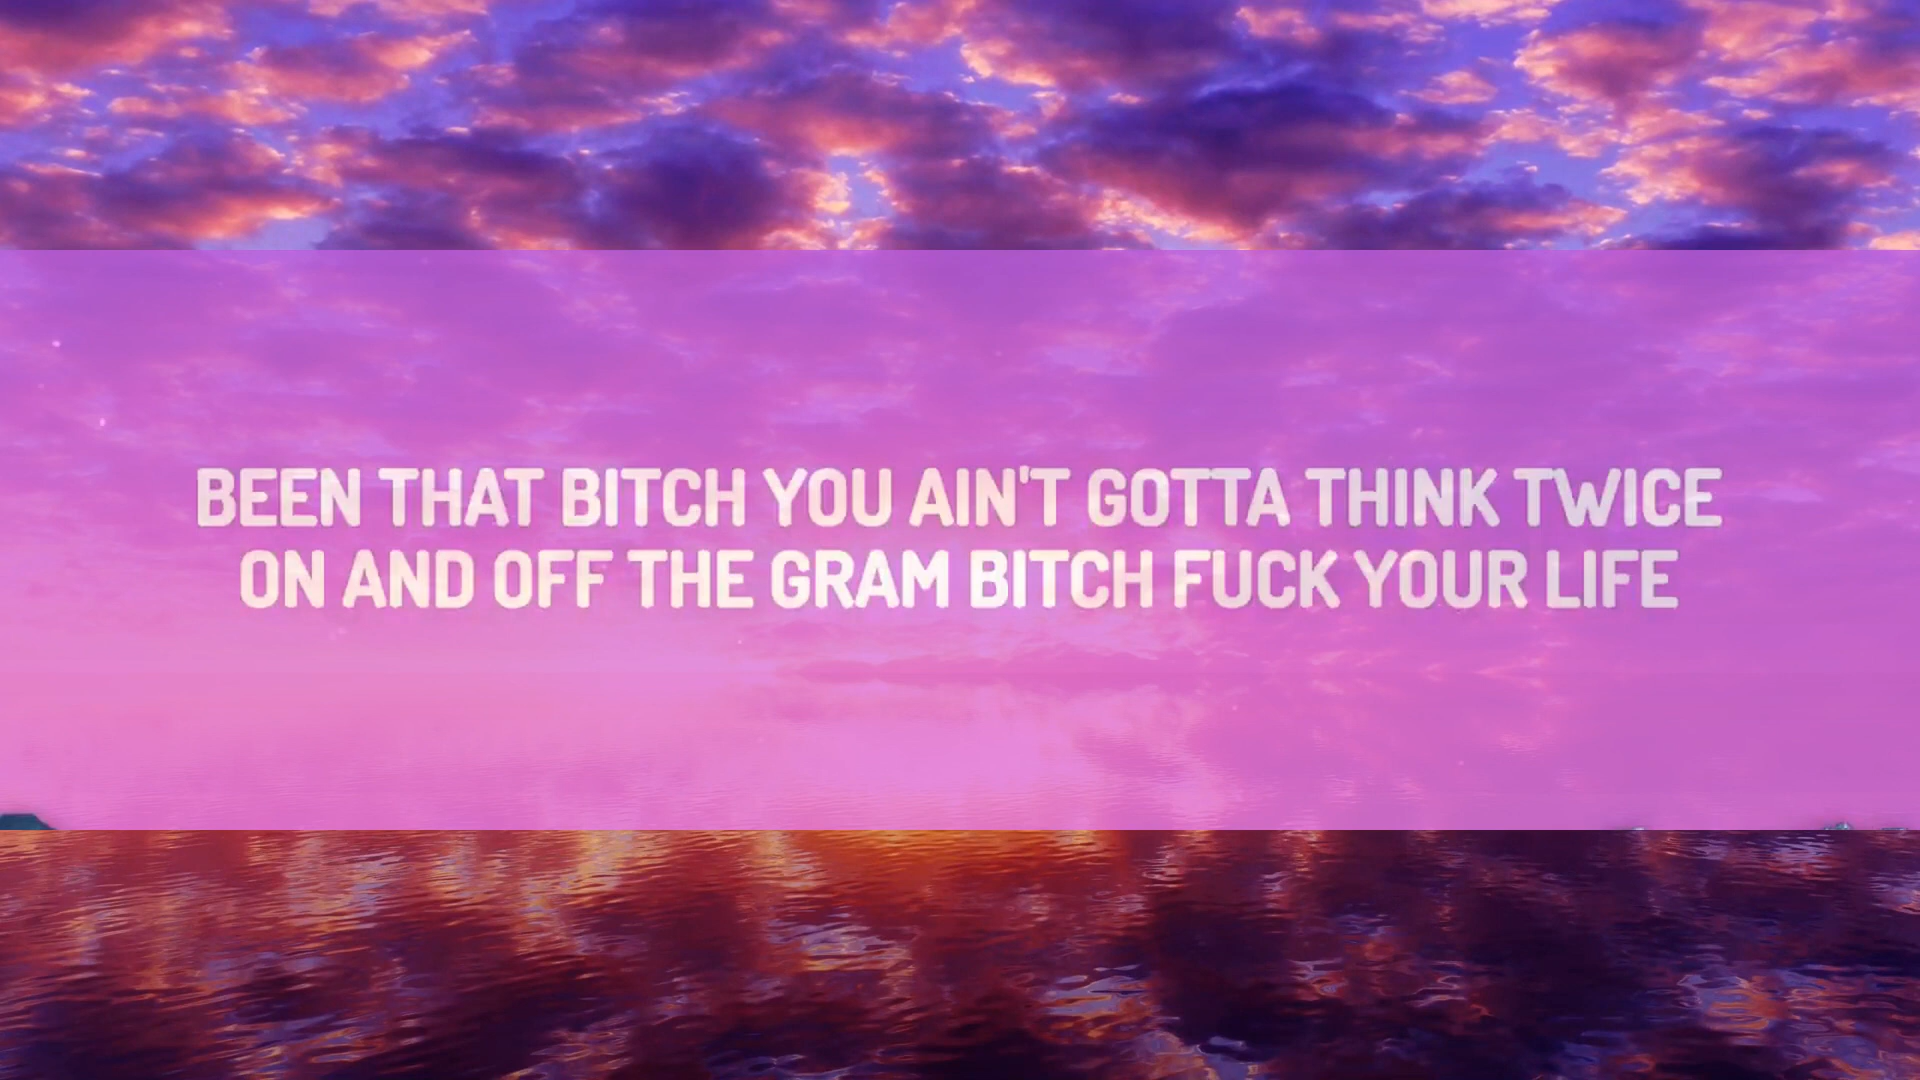 BEEN THAT BITCH YOU AIN'T GOTTA THINK TWICE
ON AND OFF THE GRAM BITCH FUCK YOUR LIFE